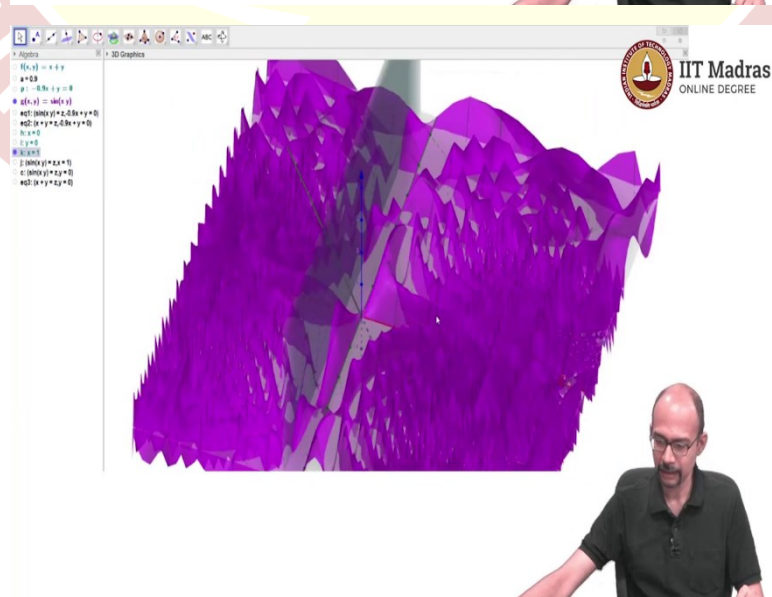 ABC
Algebra
3D Graphics
f(x, y) = x + y
a = 0.9
p : −0.9x + y = 0
g(x, y) = sin(x y)
eq1: (sin(x y) = z,-0.9x + y = 0)
eq2: (x + y = z,-0.9x + y = 0)
h: x = 0
i: y = 0
k: x = 1
j: (sin(x y) = z,x = 1)
c: (sin(x y) = z,y = 0)
eq3: (x + y = z,y = 0)
IIT Madras
ONLINE DEGREE